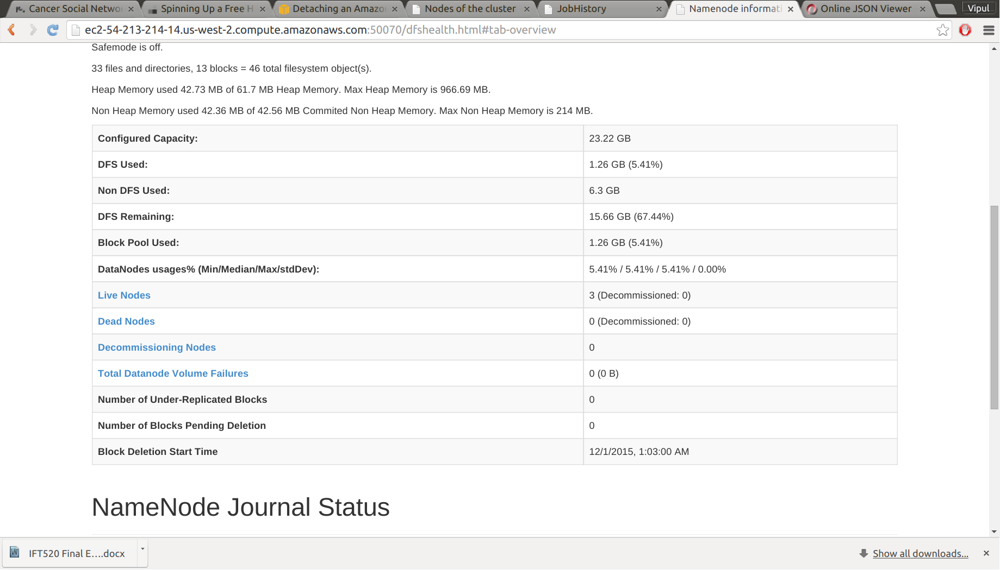 Cancer Social Networ
Spinning Up a Free H
Detaching an Amazo
Nodes of the cluster
JobHistory
Namenode informati
Online JSON Viewer
Vipul
ec2-54-213-214-14.us-west-2.compute.amazonaws.com:50070/dfshealth.html#tab-overview
Safemode is off.
33 files and directories, 13 blocks = 46 total filesystem object(s).
Heap Memory used 42.73 MB of 61.7 MB Heap Memory. Max Heap Memory is 966.69 MB.
Non Heap Memory used 42.36 MB of 42.56 MB Commited Non Heap Memory. Max Non Heap Memory is 214 MB.
Configured Capacity: 23.22 GB
DFS Used: 1.26 GB (5.41%)
Non DFS Used: 6.3 GB
DFS Remaining: 15.66 GB (67.44%)
Block Pool Used: 1.26 GB (5.41%)
DataNodes usages% (Min/Median/Max/stdDev): 5.41% / 5.41% / 5.41% / 0.00%
Live Nodes 3 (Decommissioned: 0)
Dead Nodes 0 (Decommissioned: 0)
Decommissioning Nodes 0
Total Datanode Volume Failures 0 (0 B)
Number of Under-Replicated Blocks 0
Number of Blocks Pending Deletion 0
Block Deletion Start Time 12/1/2015, 1:03:00 AM
NameNode Journal Status
IFT520 Final E....docx
Show all downloads...